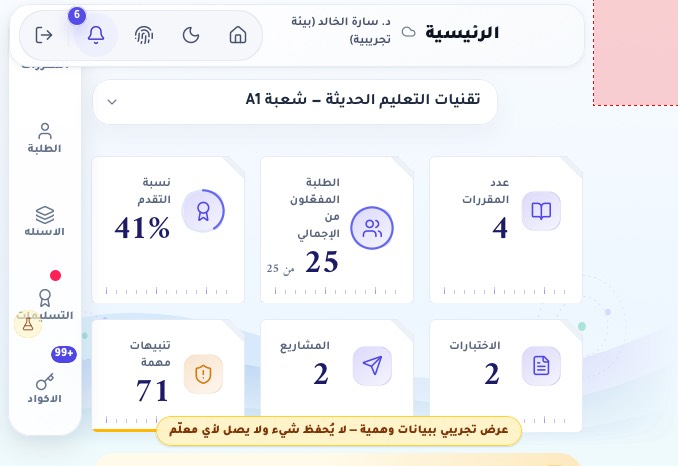 الرئيسية
د. سارة الخالد (بيئة
تجريبية)
6
تقنيات التعليم الحديثة – شعبة A1
عدد
المقررات
4
الطلبة
المفعّلون
من
الإجمالي
25 من 25
نسبة
التقدم
41%
الاختبارات
2
المشاريع
2
تنبيهات
مهمة
71
الطلبة
الاسئلة
التسليمات
99+
الاكواد
عرض تجريبي ببيانات وهمية – لا يُحفظ شيء ولا يصل لأي معلّم